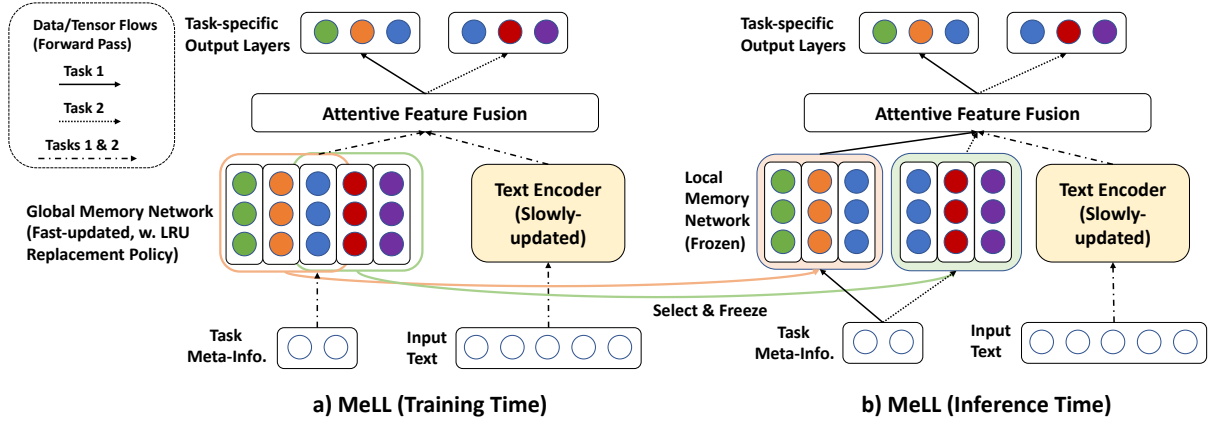 Data/Tensor Flows
(Forward Pass)
Task 1
Task 2
Tasks 1 & 2
Task-specific
Output Layers
Attentive Feature Fusion
Global Memory Network
(Fast-updated, w. LRU
Replacement Policy)
Text Encoder
(Slowly-
updated)
Task
Meta-Info.
Input
Text
a) MeLL (Training Time)
Select & Freeze
Task-specific
Output Layers
Attentive Feature Fusion
Local
Memory
Network
(Frozen)
Text Encoder
(Slowly-
updated)
Task
Meta-Info.
Input
Text
b) MeLL (Inference Time)